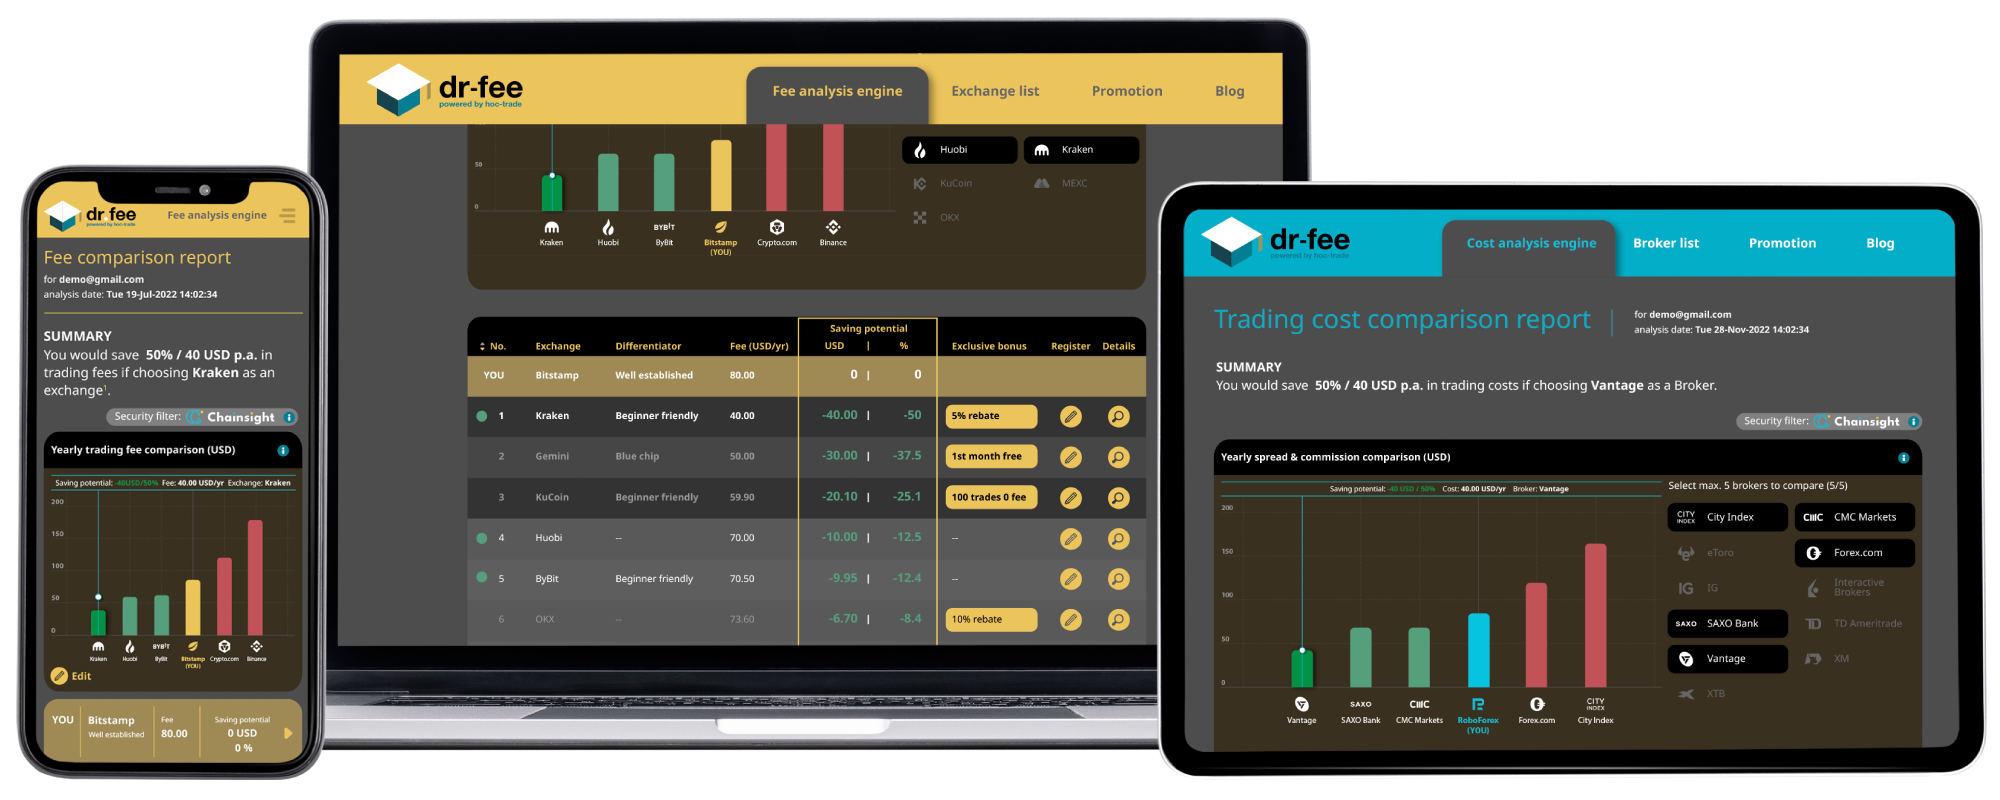 dr-fee
powered by hoc-trade
Fee analysis engine
Fee comparison report
for demo@gmail.com
analysis date: Tue 19-Jul-2022 14:02:34
SUMMARY
You would save 50% / 40 USD p.a. in
trading fees if choosing Kraken as an
exchange¹.
Security filter: Chainsight
Yearly trading fee comparison (USD)
Saving potential: -40USD/50% Fee: 40.00 USD/yr Exchange: Kraken
200
150
100
50
0
BYBIT
Kraken Huobi ByBit Bitstamp Crypto.com Binance
(YOU)
Edit
YOU Bitstamp Fee Saving potential
Well established 80.00 0 USD
0 %
dr-fee
powered by hoc-trade
Fee analysis engine Exchange list Promotion Blog
50
0
BYBIT
Kraken Huobi ByBit Bitstamp Crypto.com Binance
(YOU)
Huobi Kraken
KuCoin MEXC
OKX
Saving potential
No. Exchange Differentiator Fee (USD/yr) USD | % Exclusive bonus Register Details
YOU Bitstamp Well established 80.00 0 | 0
1 Kraken Beginner friendly 40.00 -40.00 | -50 5% rebate
2 Gemini Blue chip 50.00 -30.00 | -37.5 1st month free
3 KuCoin Beginner friendly 59.90 -20.10 | -25.1 100 trades 0 fee
4 Huobi -- 70.00 -10.00 | -12.5 --
5 ByBit Beginner friendly 70.50 -9.95 | -12.4 --
6 OKX -- 73.60 -6.70 | -8.4 10% rebate
dr-fee
powered by hoc-trade
Cost analysis engine Broker list Promotion Blog
Trading cost comparison report
for demo@gmail.com
analysis date: Tue 28-Nov-2022 14:02:34
SUMMARY
You would save 50% / 40 USD p.a. in trading costs if choosing Vantage as a Broker.
Security filter: Chainsight
Yearly spread & commission comparison (USD)
Saving potential: -40 USD / 50% Cost: 40.00 USD/yr Broker: Vantage
200
150
100
50
0
SAXO CMC CITY INDEX
Vantage SAXO Bank CMC Markets RoboForex Forex.com City Index
(YOU)
Select max. 5 brokers to compare (5/5)
CITY INDEX City Index CMC CMC Markets
eToro Forex.com
IG IG Interactive Brokers
SAXO SAXO Bank TD TD Ameritrade
Vantage XM
XTB